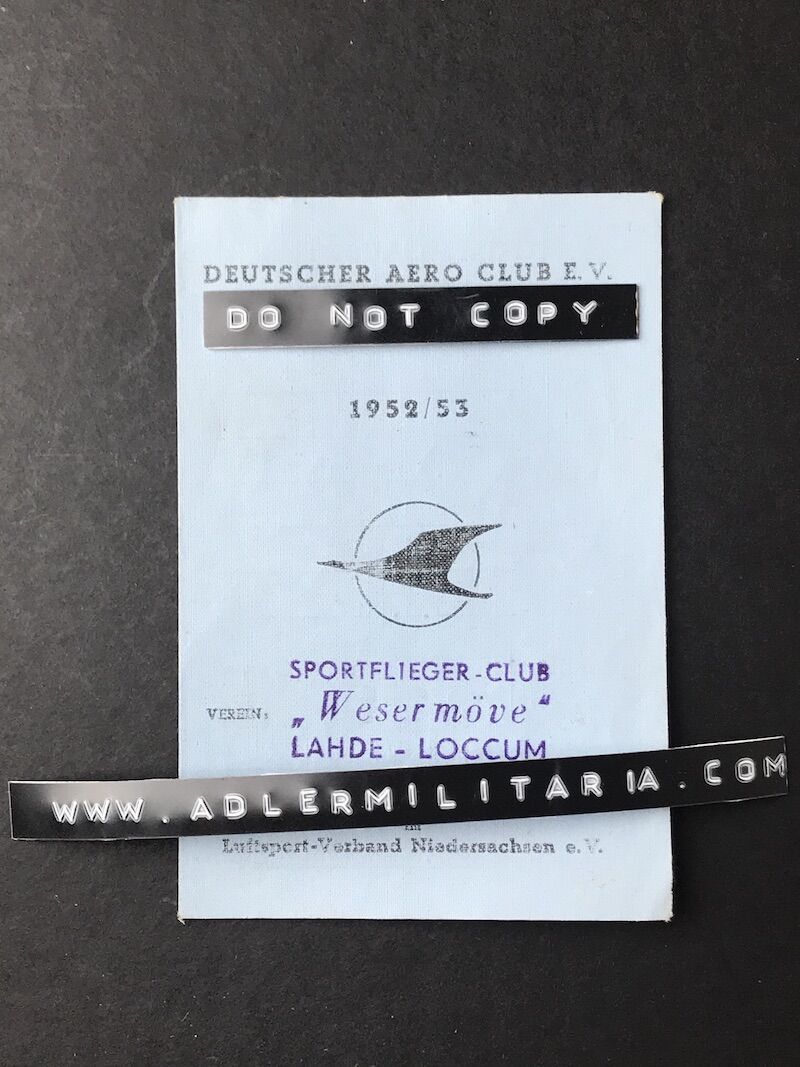 DEUTSCHER AERO CLUB E.V.
DO NOT COPY
1952/53
SPORTFLIEGER-CLUB
VEREIN: „Wesermöve“
LAHDE - LOCCUM
WWW.ADLERMILITARIA.COM
im
Luftsport-Verband Niedersachsen e.V.